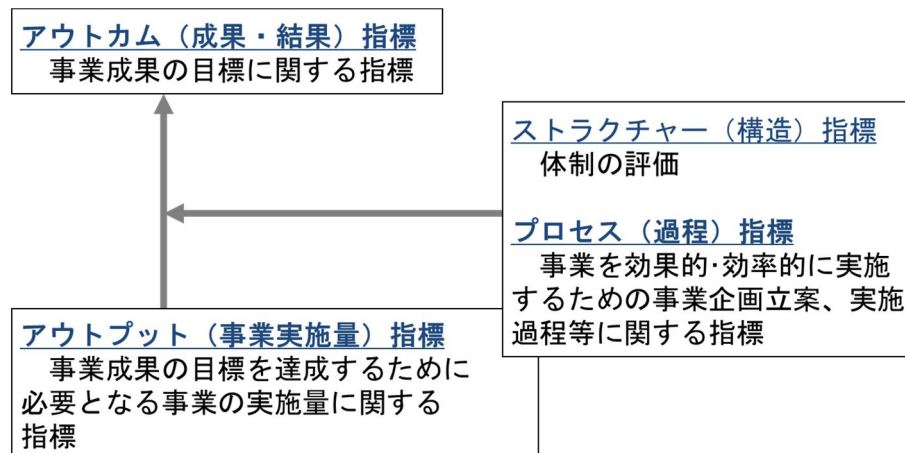 アウトカム（成果・結果）指標
事業成果の目標に関する指標
ストラクチャー（構造）指標
体制の評価
プロセス（過程）指標
事業を効果的･効率的に実施
するための事業企画立案、実施
過程等に関する指標
アウトプット（事業実施量）指標
事業成果の目標を達成するために
必要となる事業の実施量に関する
指標